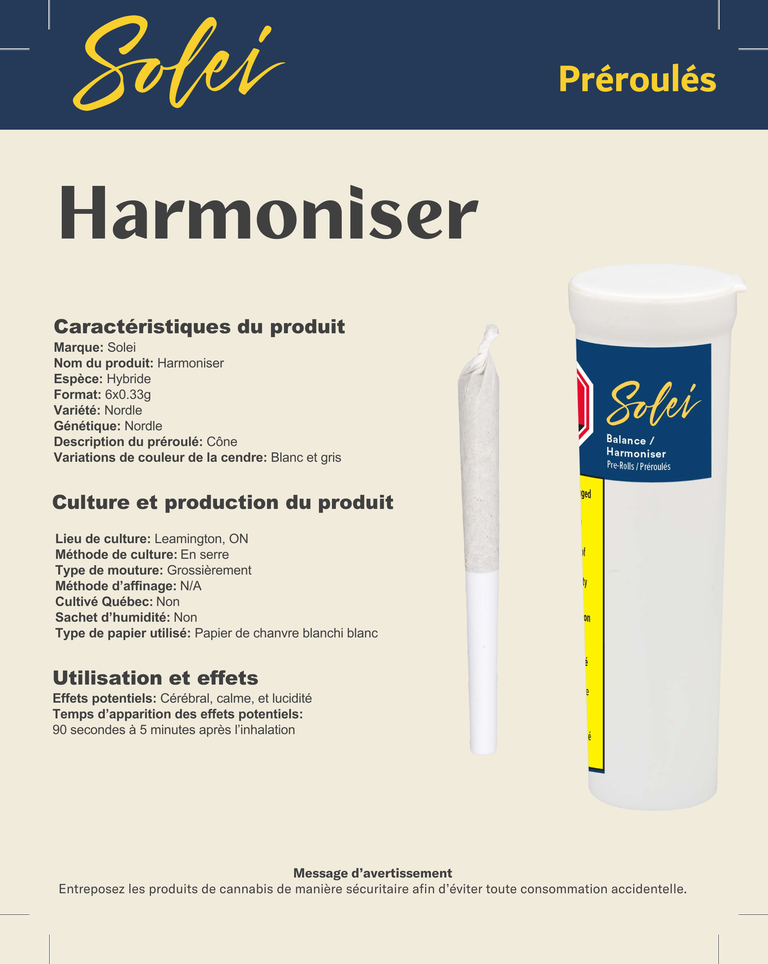 Solei
Préroulés
Harmoniser
Caractéristiques du produit
Marque: Solei
Nom du produit: Harmoniser
Espèce: Hybride
Format: 6x0.33g
Variété: Nordle
Génétique: Nordle
Description du préroulé: Cône
Variations de couleur de la cendre: Blanc et gris
Culture et production du produit
Lieu de culture: Leamington, ON
Méthode de culture: En serre
Type de mouture: Grossièrement
Méthode d’affinage: N/A
Cultivé Québec: Non
Sachet d’humidité: Non
Type de papier utilisé: Papier de chanvre blanchi blanc
Utilisation et effets
Effets potentiels: Cérébral, calme, et lucidité
Temps d’apparition des effets potentiels:
90 secondes à 5 minutes après l’inhalation
Solei
Balance /
Harmoniser
Pre-Rolls / Préroulés
Message d’avertissement
Entreposez les produits de cannabis de manière sécuritaire afin d’éviter toute consommation accidentelle.